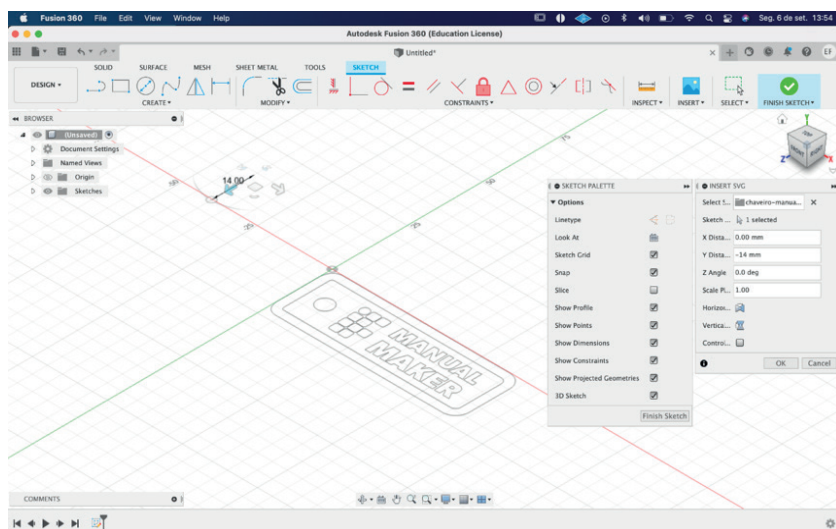 Fusion 360 File Edit View Window Help Seg. 6 de set. 13:54
Autodesk Fusion 360 (Education License)
Untitled*
SOLID SURFACE MESH SHEET METAL TOOLS SKETCH
DESIGN CREATE MODIFY CONSTRAINTS INSPECT INSERT SELECT FINISH SKETCH
BROWSER
(Unsaved)
Document Settings
Named Views
Origin
Sketches
14.00
TOP
FRONT
RIGHT
Y
Z
X
SKETCH PALETTE
Options
Linetype
Look At
Sketch Grid
Snap
Slice
Show Profile
Show Points
Show Dimensions
Show Constraints
Show Projected Geometries
3D Sketch
Finish Sketch
INSERT SVG
Select S... chaveiro-manua...
Sketch ... 1 selected
X Dista... 0.00 mm
Y Dista... -14 mm
Z Angle 0.0 deg
Scale Pl... 1.00
Horizon...
Vertica...
Control...
OK Cancel
MANUAL
MAKER
COMMENTS